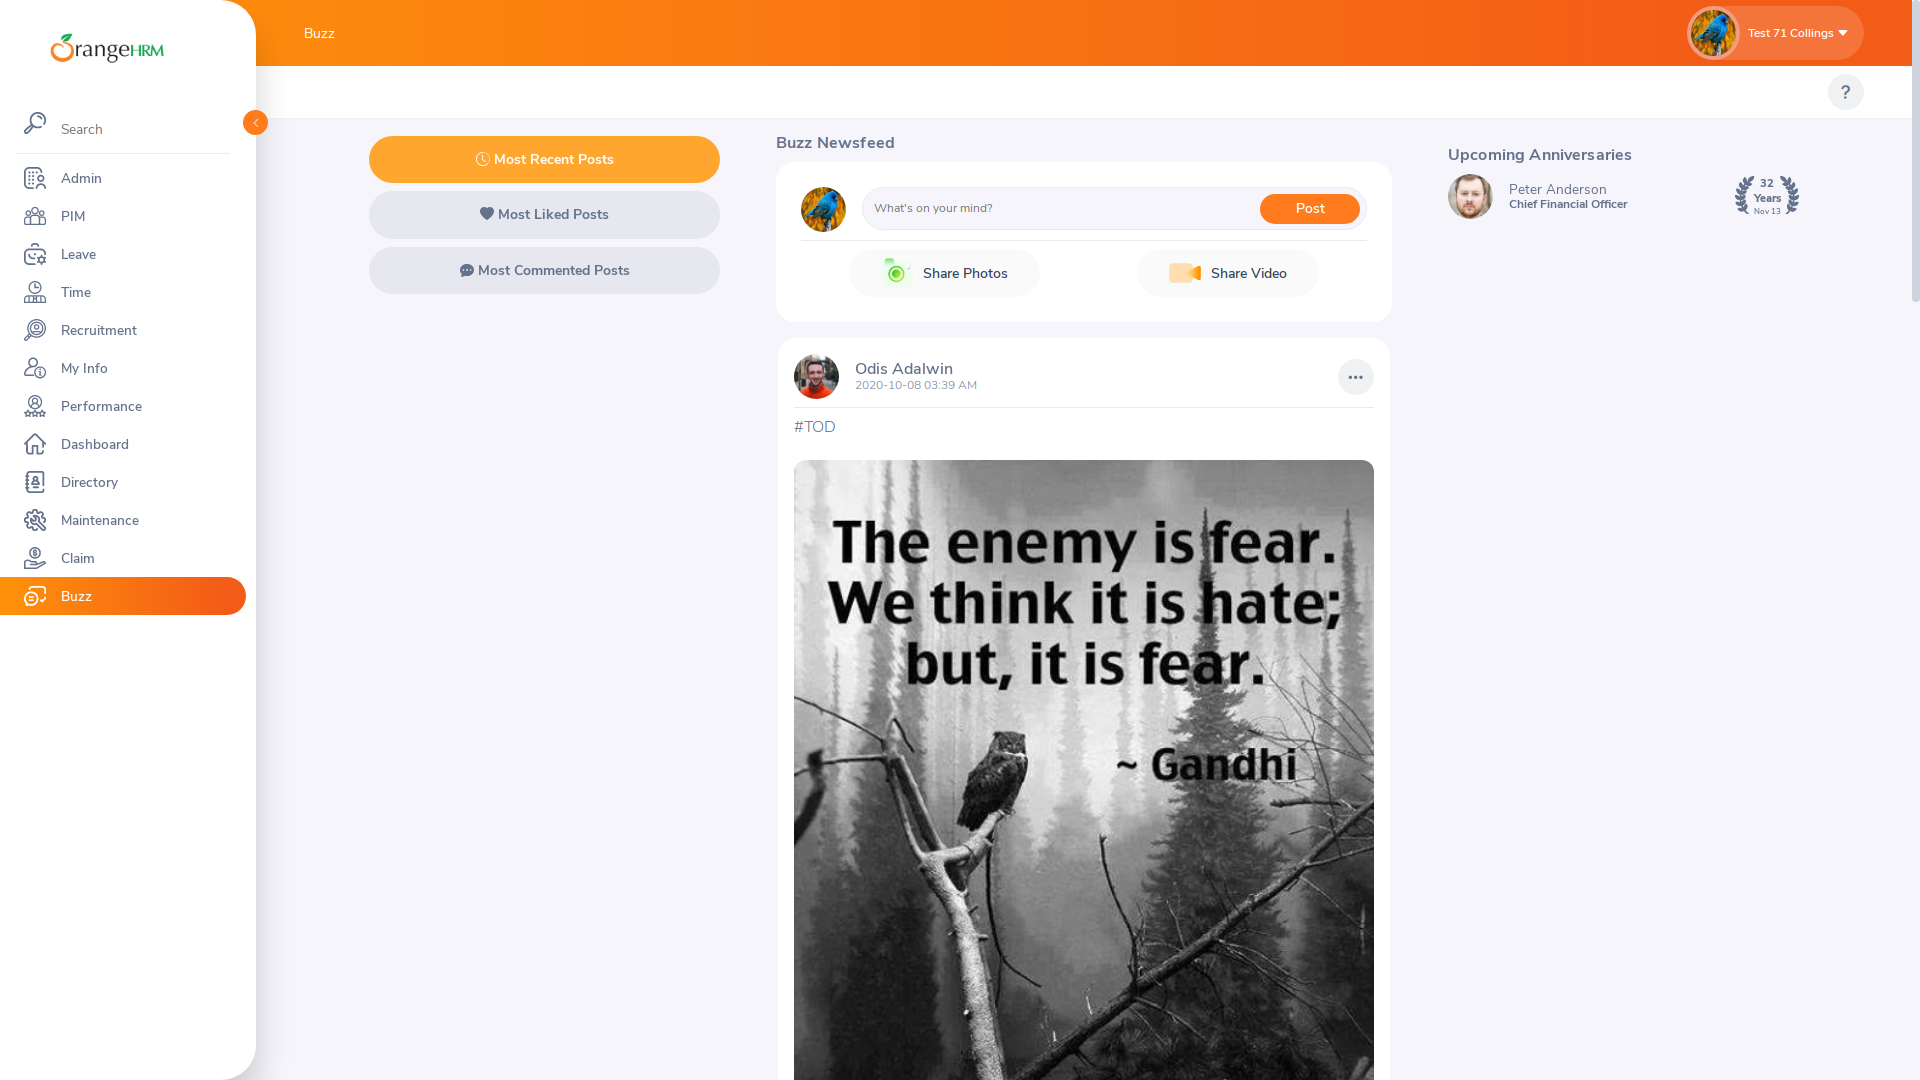 OrangeHRM
Search
Admin
PIM
Leave
Time
Recruitment
My Info
Performance
Dashboard
Directory
Maintenance
Claim
Buzz
Buzz
Test 71 Collings
?
Most Recent Posts
Most Liked Posts
Most Commented Posts
Buzz Newsfeed
What's on your mind?
Post
Share Photos
Share Video
Odis Adalwin
2020-10-08 03:39 AM
#TOD
The enemy is fear.
We think it is hate;
but, it is fear.
~ Gandhi
Upcoming Anniversaries
Peter Anderson
Chief Financial Officer
32
Years
Nov 13